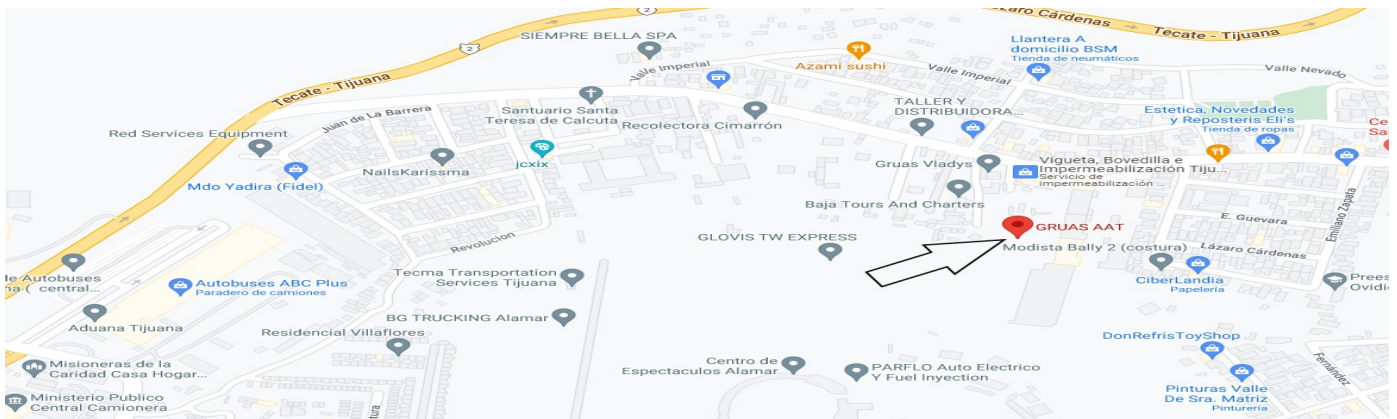 2
Lázaro Cárdenas
Tecate - Tijuana
SIEMPRE BELLA SPA
2
Llantera A
domicilio BSM
Tienda de neumáticos
Azami sushi
Valle Imperial
Valle Imperial
Valle Nevado
Tecate - Tijuana
Juan de La Barrera
Santuario Santa
Teresa de Calcuta
Recolectora Cimarrón
TALLER Y
DISTRIBUIDORA...
Estetica, Novedades
y Reposteris Eli's
Tienda de ropas
Red Services Equipment
jcxix
NailsKarissma
Mdo Yadira (Fidel)
Gruas Vladys
Vigueta, Bovedilla e
Impermeabilización Tiju...
Servicio de
impermeabilización ...
Baja Tours And Charters
E. Guevara
Emiliano Zapata
GRUAS AAT
Revolucion
GLOVIS TW EXPRESS
Modista Bally 2 (costura)
Lázaro Cárdenas
Tecma Transportation
Services Tijuana
CiberLandia
Papelería
Autobuses ABC Plus
Paradero de camiones
BG TRUCKING Alamar
Aduana Tijuana
Residencial Villaflores
DonRefrisToyShop
Centro de
Espectaculos Alamar
PARFLO Auto Electrico
Y Fuel Inyection
Fernández
Misioneras de la
Caridad Casa Hogar...
Pinturas Valle
De Sra. Matriz
Pinturería
Ministerio Publico
Central Camionera